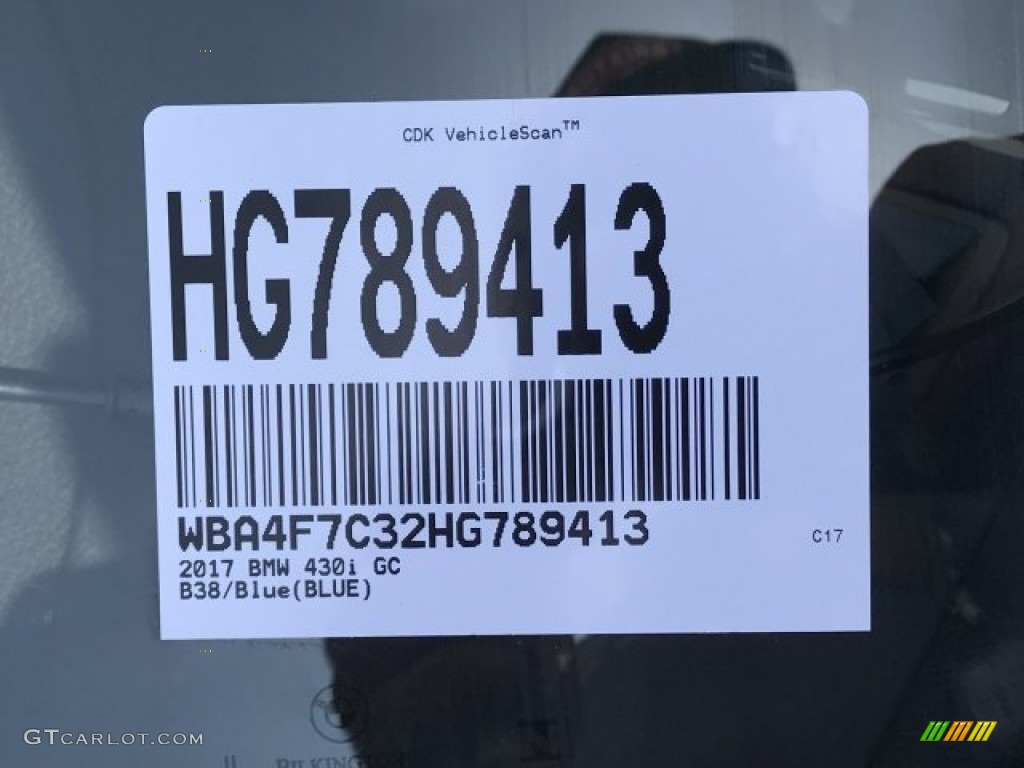 CDK VehicleScan™
HG789413
WBA4F7C32HG789413
C17
2017 BMW 430i GC
B38/Blue(BLUE)
GTCARLOT.COM